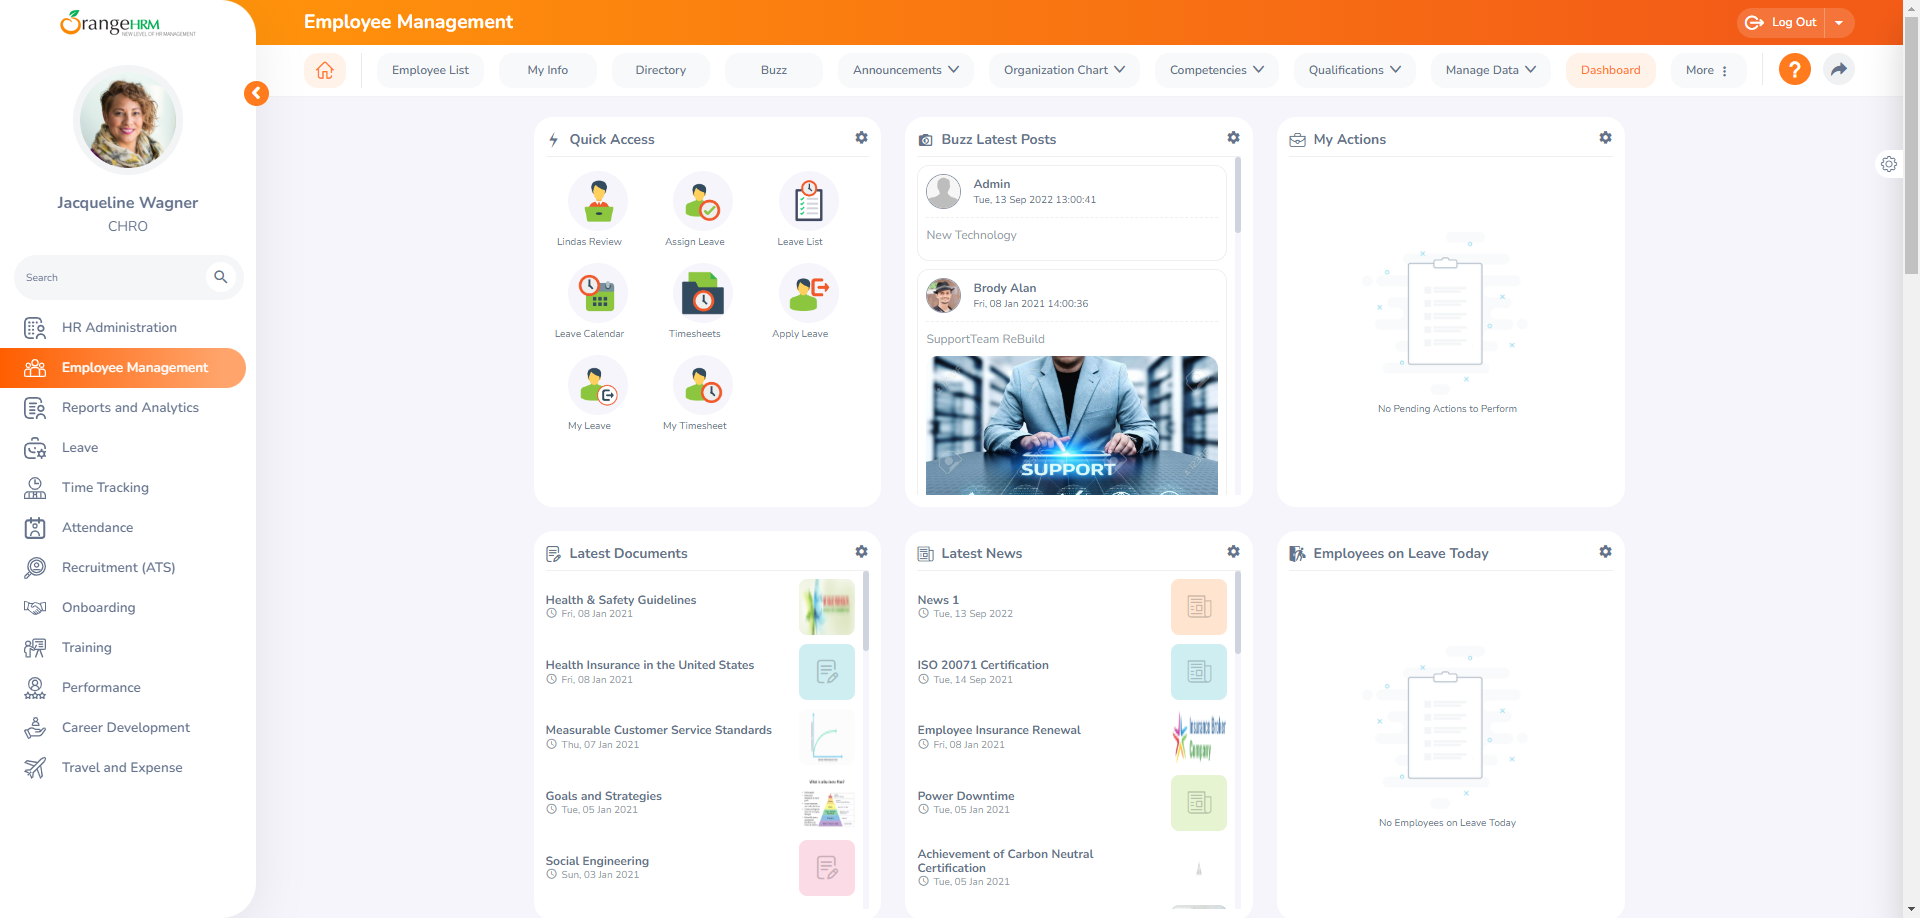 OrangeHRM
NEW LEVEL OF HR MANAGEMENT
Employee Management
Log Out
Employee List
My Info
Directory
Buzz
Announcements
Organization Chart
Competencies
Qualifications
Manage Data
Dashboard
More
?
Jacqueline Wagner
CHRO
Search
HR Administration
Employee Management
Reports and Analytics
Leave
Time Tracking
Attendance
Recruitment (ATS)
Onboarding
Training
Performance
Career Development
Travel and Expense
Quick Access
Lindas Review
Assign Leave
Leave List
Leave Calendar
Timesheets
Apply Leave
My Leave
My Timesheet
Buzz Latest Posts
Admin
Tue, 13 Sep 2022 13:00:41
New Technology
Brody Alan
Fri, 08 Jan 2021 14:00:36
SupportTeam ReBuild
SUPPORT
My Actions
No Pending Actions to Perform
Latest Documents
Health & Safety Guidelines
Fri, 08 Jan 2021
Health Insurance in the United States
Fri, 08 Jan 2021
Measurable Customer Service Standards
Thu, 07 Jan 2021
Goals and Strategies
Tue, 05 Jan 2021
Social Engineering
Sun, 03 Jan 2021
Latest News
News 1
Tue, 13 Sep 2022
ISO 20071 Certification
Tue, 14 Sep 2021
Employee Insurance Renewal
Fri, 08 Jan 2021
Insurance Broker
Company
Power Downtime
Tue, 05 Jan 2021
Achievement of Carbon Neutral
Certification
Tue, 05 Jan 2021
Employees on Leave Today
No Employees on Leave Today